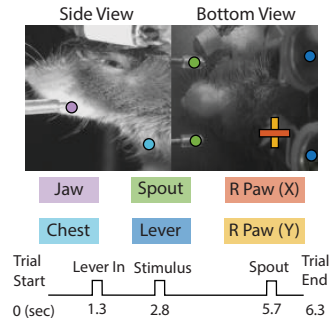 Side View Bottom View
Jaw Spout R Paw (X)
Chest Lever R Paw (Y)
Trial Start Lever In Stimulus Spout Trial End
0 (sec) 1.3 2.8 5.7 6.3